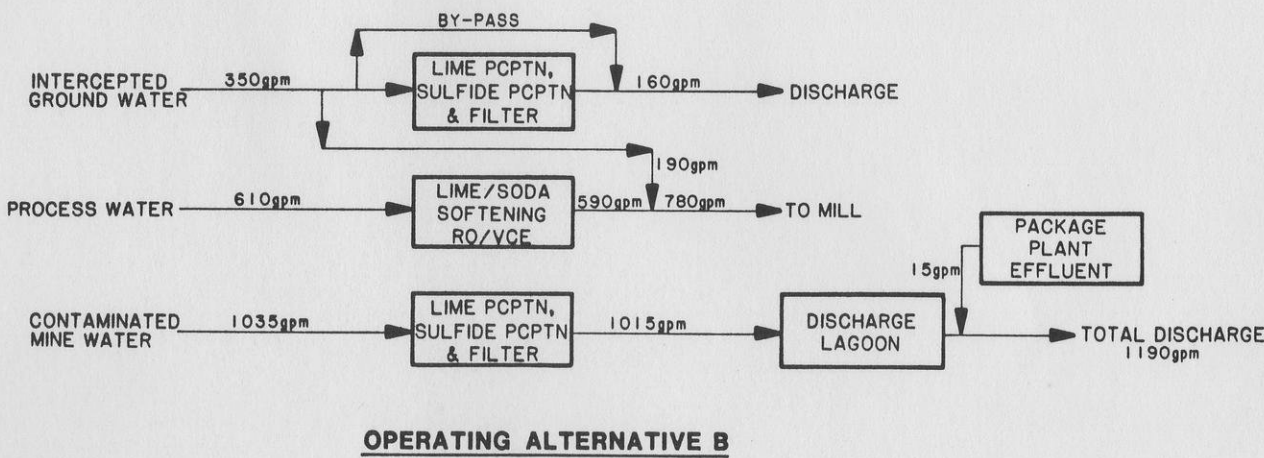 BY-PASS
INTERCEPTED
GROUND WATER
350gpm
LIME PCPTN,
SULFIDE PCPTN
& FILTER
160gpm
DISCHARGE
190gpm
PROCESS WATER
610gpm
LIME/SODA
SOFTENING
RO/VCE
590gpm
780gpm
TO MILL
PACKAGE
PLANT
EFFLUENT
15gpm
CONTAMINATED
MINE WATER
1035gpm
LIME PCPTN,
SULFIDE PCPTN
& FILTER
1015gpm
DISCHARGE
LAGOON
TOTAL DISCHARGE
1190gpm
OPERATING ALTERNATIVE B